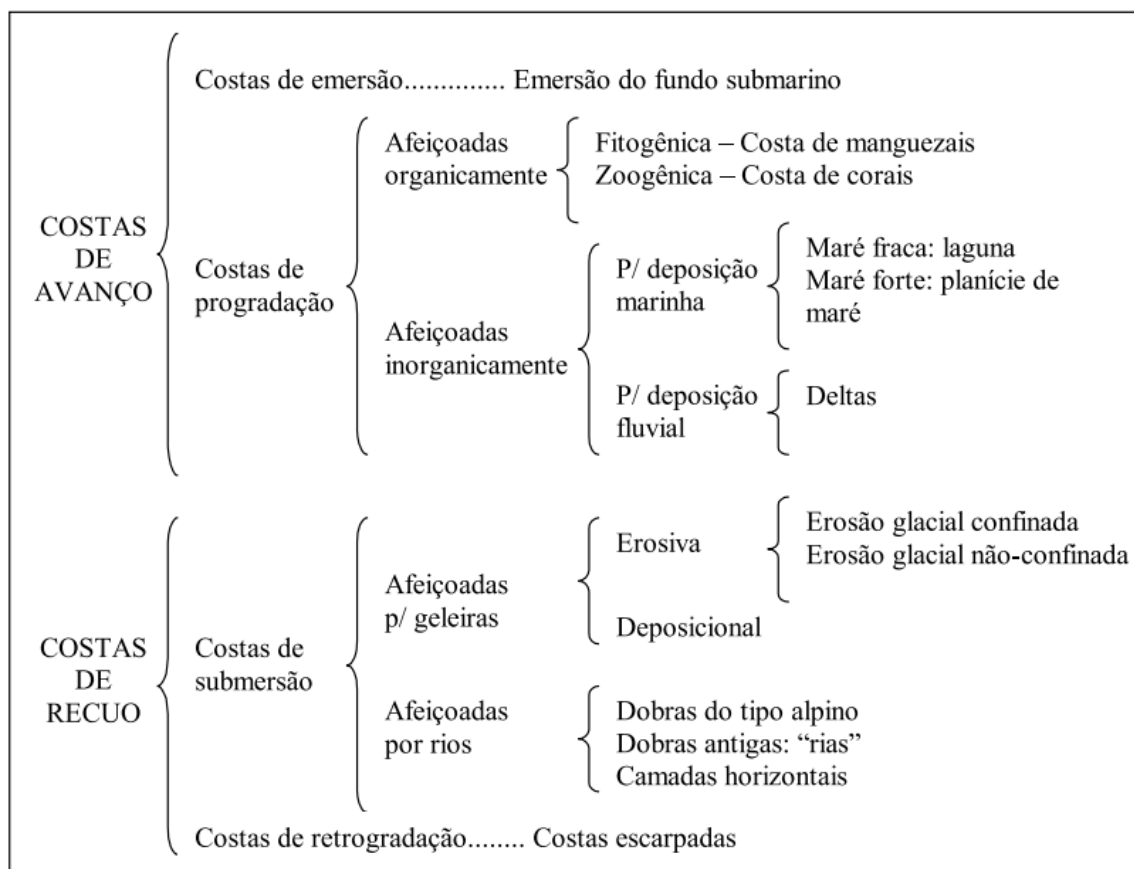 Costas de emersão.............. Emersão do fundo submarino
COSTAS
DE
AVANÇO
Costas de
progradação
Afeiçoadas
organicamente
Fitogênica – Costa de manguezais
Zoogênica – Costa de corais
Afeiçoadas
inorganicamente
P/ deposição
marinha
Maré fraca: laguna
Maré forte: planície de
maré
P/ deposição
fluvial
Deltas
COSTAS
DE
RECUO
Costas de
submersão
Afeiçoadas
p/ geleiras
Erosiva
Erosão glacial confinada
Erosão glacial não-confinada
Deposicional
Afeiçoadas
por rios
Dobras do tipo alpino
Dobras antigas: “rias”
Camadas horizontais
Costas de retrogradação........ Costas escarpadas